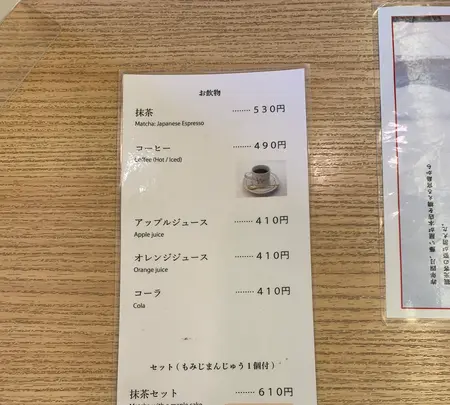 お飲物
抹茶 ········ 530円
Matcha: Japanese Espresso
コーヒー ········ 490円
Coffee (Hot / Iced)
アップルジュース ········ 410円
Apple juice
オレンジジュース ········ 410円
Orange juice
コーラ ········ 410円
Cola
セット(もみじまんじゅう1個付)
抹茶セット ········ 610円
Matcha with a maple cake